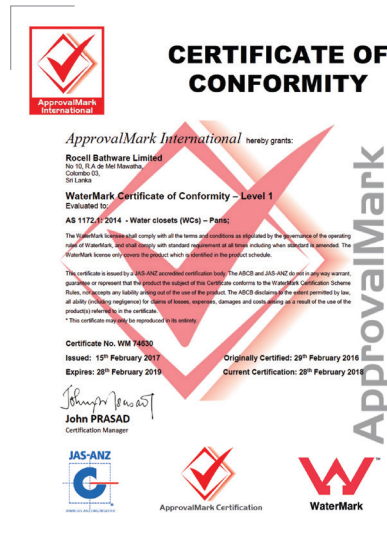 CERTIFICATE OF
CONFORMITY
ApprovalMark
International
ApprovalMark International hereby grants:
Rocell Bathware Limited
No 10, R.A de Mel Mawatha,
Colombo 03,
Sri Lanka
WaterMark Certificate of Conformity – Level 1
Evaluated to:
AS 1172.1: 2014 - Water closets (WCs) – Pans;
The WaterMark licensee shall comply with all the terms and conditions as stipulated by the governance of the operating
rules of WaterMark, and shall comply with standard requirement at all times including when standard is amended. The
WaterMark license only covers the product which is identified in the product schedule.
This certificate is issued by a JAS-ANZ accredited certification body. The ABCB and JAS-ANZ do not in any way warrant,
guarantee or represent that the product the subject of this Certificate conforms to the WaterMark Certification Scheme
Rules, nor accepts any liability arising out of the use of the product. The ABCB disclaims to the extent permitted by law,
all ability (including negligence) for claims of losses, expenses, damages and costs arising as a result of the use of the
product(s) referred to in the certificate.
* This certificate may only be reproduced in its entirety.
Certificate No. WM 74630
Issued: 15th February 2017 Originally Certified: 29th February 2016
Expires: 28th February 2019 Current Certification: 28th February 2018
John PRASAD
Certification Manager
ApprovalMark
JAS-ANZ
C
WWW.JAS-ANZ.ORG/REGISTER
ApprovalMark Certification
WaterMark
TM